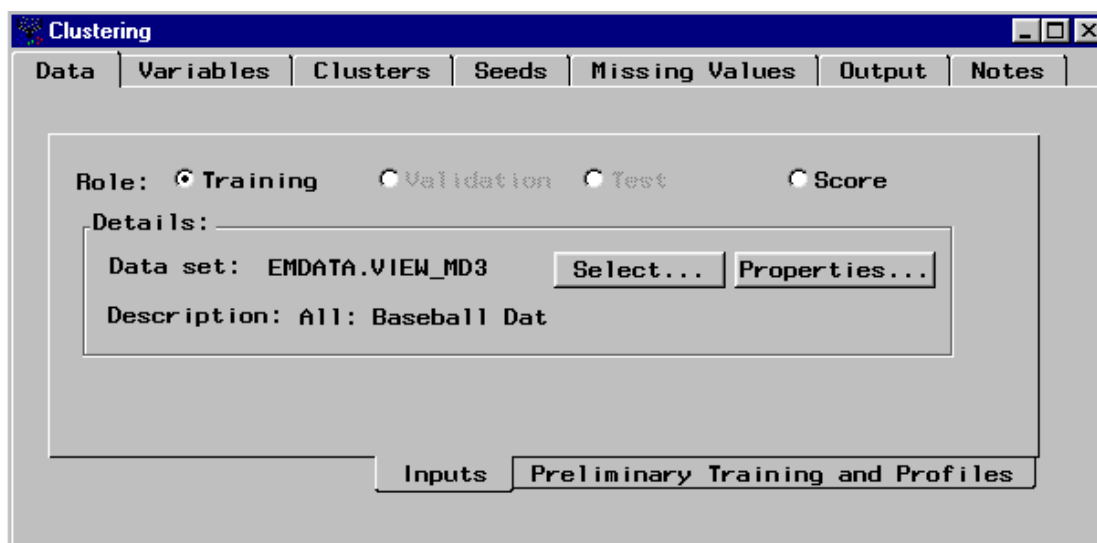 Clustering
Data Variables Clusters Seeds Missing Values Output Notes
Role: Training Validation Test Score
Details:
Data set: EMDATA.VIEW_MD3 Select... Properties...
Description: All: Baseball Dat
Inputs Preliminary Training and Profiles